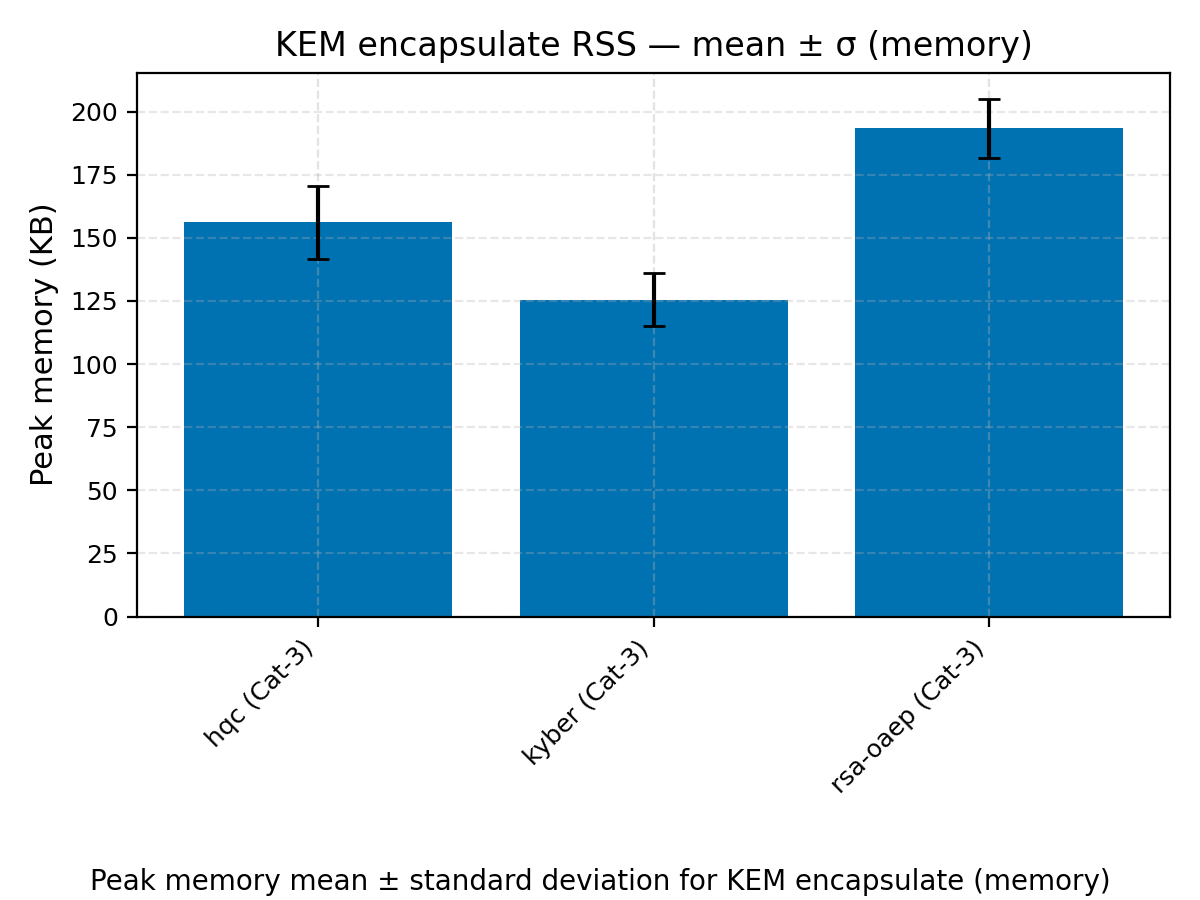 KEM encapsulate RSS — mean ± σ (memory)
Peak memory (KB)
200
175
150
125
100
75
50
25
0
hqc (Cat-3)
kyber (Cat-3)
rsa-oaep (Cat-3)
Peak memory mean ± standard deviation for KEM encapsulate (memory)